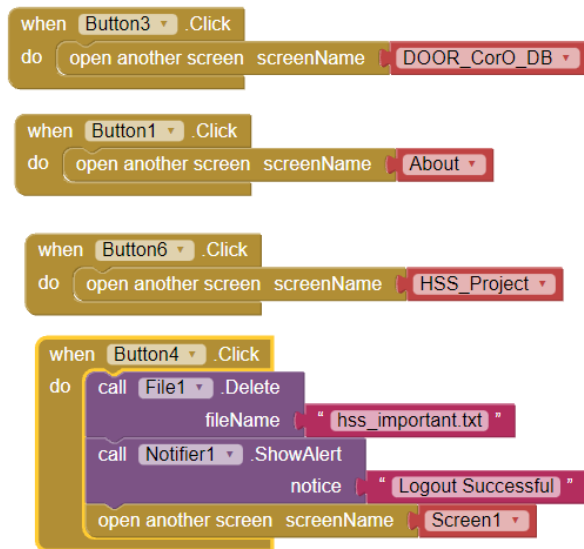 when Button3 .Click
do open another screen screenName DOOR_CorO_DB
when Button1 .Click
do open another screen screenName About
when Button6 .Click
do open another screen screenName HSS_Project
when Button4 .Click
do call File1 .Delete
fileName " hss_important.txt "
call Notifier1 .ShowAlert
notice " Logout Successful "
open another screen screenName Screen1